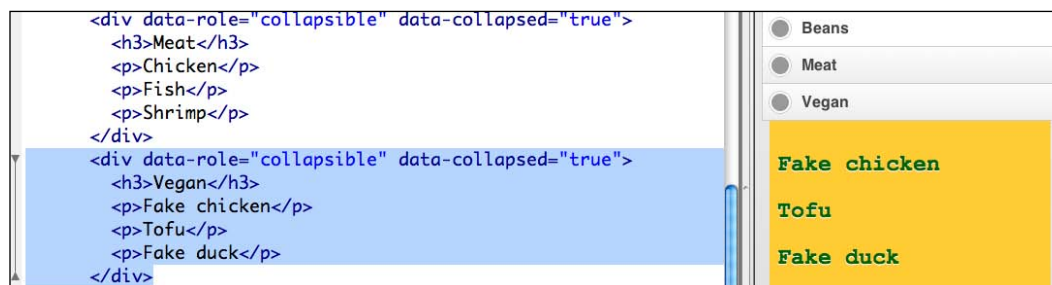 <div data-role="collapsible" data-collapsed="true">
<h3>Meat</h3>
<p>Chicken</p>
<p>Fish</p>
<p>Shrimp</p>
</div>
<div data-role="collapsible" data-collapsed="true">
<h3>Vegan</h3>
<p>Fake chicken</p>
<p>Tofu</p>
<p>Fake duck</p>
</div>
Beans
Meat
Vegan
Fake chicken
Tofu
Fake duck